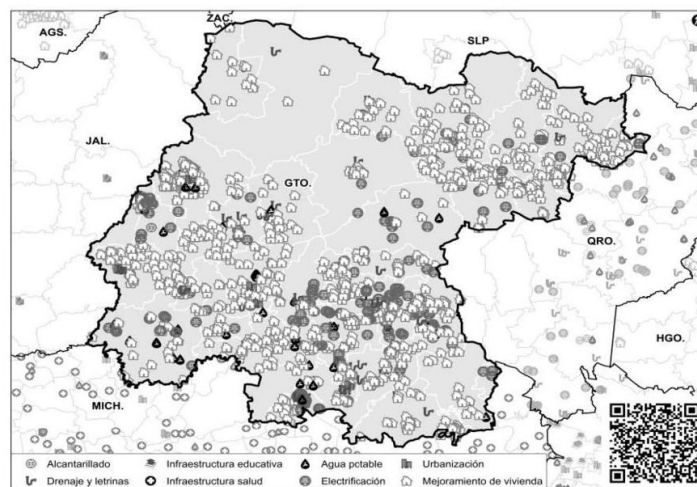 ZAC.
AGS.
SLP
JAL.
GTO.
QRO.
HGO.
MICH.
Alcantarillado
Infraestructura educativa
Agua potable
Urbanización
Drenaje y letrinas
Infraestructura salud
Electrificación
Mejoramiento de vivienda